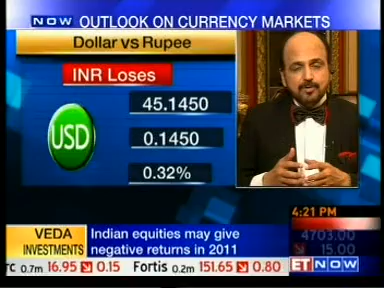 NOW OUTLOOK ON CURRENCY MARKETS
Dollar vs Rupee
INR Loses
45.1450
USD
0.1450
0.32%
4:21 PM
VEDA INVESTMENTS
Indian equities may give negative returns in 2011
4703.00
15.00
rc 0.7m 16.95 0.15 Fortis 0.2m 151.65 0.80 ET NOW